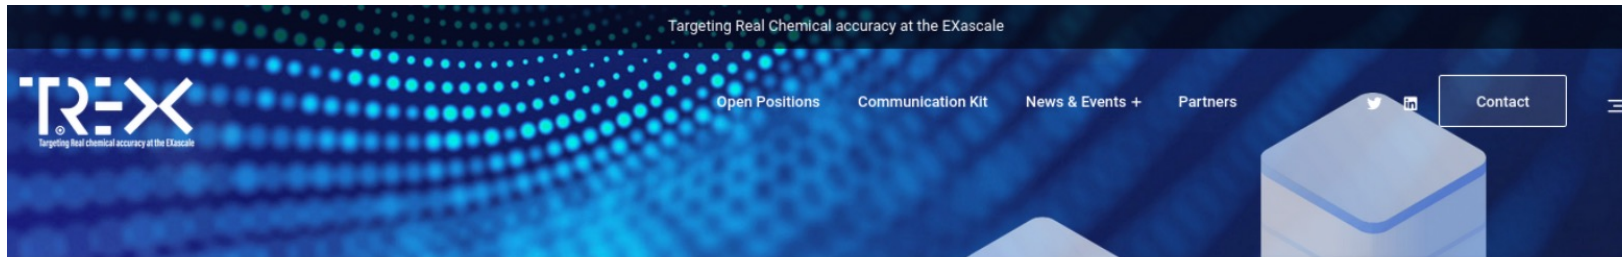 Targeting Real Chemical accuracy at the EXascale
TREX
Targeting Real chemical accuracy at the EXascale
Open Positions
Communication Kit
News & Events +
Partners
Contact